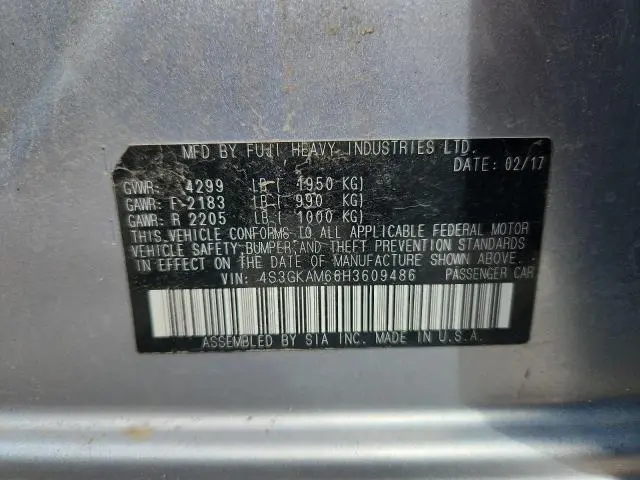 MFD BY FUJI HEAVY INDUSTRIES LTD.
DATE: 02/17
GVWR: 4299 LB ( 1950 KG)
GAWR: F 2183 LB ( 990 KG)
GAWR: R 2205 LB ( 1000 KG)
THIS VEHICLE CONFORMS TO ALL APPLICABLE FEDERAL MOTOR
VEHICLE SAFETY, BUMPER, AND THEFT PREVENTION STANDARDS
IN EFFECT ON THE DATE OF MANUFACTURE SHOWN ABOVE.
VIN: 4S3GKAM66H3609486 PASSENGER CAR
ASSEMBLED BY SIA INC. MADE IN U.S.A.